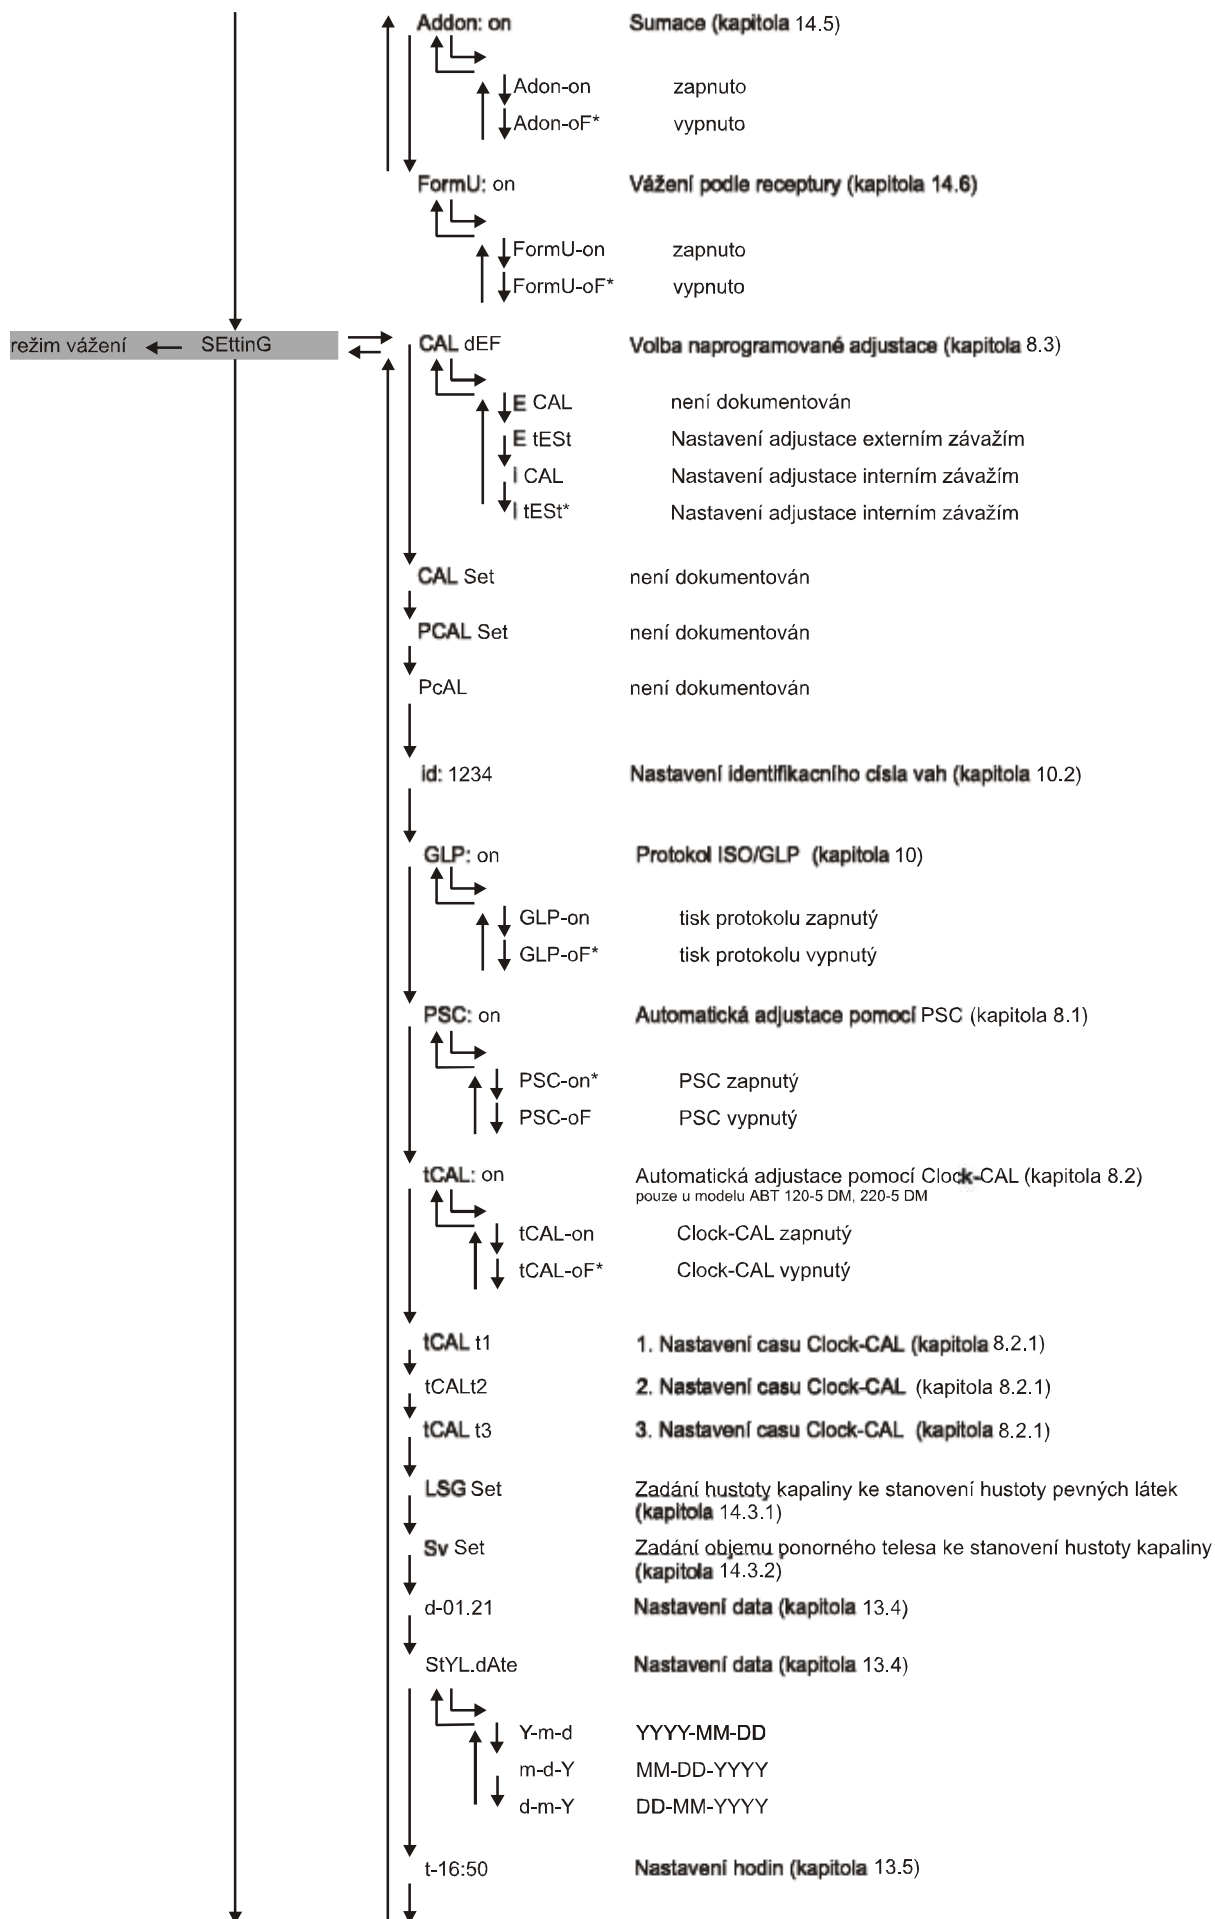 Addon: on Sumace (kapitola 14.5)
Adon-on zapnuto
Adon-oF* vypnuto
FormU: on Vážení podle receptury (kapitola 14.6)
FormU-on zapnuto
FormU-oF* vypnuto
režim vážení SEttinG CAL dEF Volba naprogramované adjustace (kapitola 8.3)
E CAL není dokumentován
E tESt Nastavení adjustace externím závažím
I CAL Nastavení adjustace interním závažím
I tESt* Nastavení adjustace interním závažím
CAL Set není dokumentován
PCAL Set není dokumentován
PcAL není dokumentován
id: 1234 Nastavení identifikacního císla vah (kapitola 10.2)
GLP: on Protokol ISO/GLP (kapitola 10)
GLP-on tisk protokolu zapnutý
GLP-oF* tisk protokolu vypnutý
PSC: on Automatická adjustace pomocí PSC (kapitola 8.1)
PSC-on* PSC zapnutý
PSC-oF PSC vypnutý
tCAL: on Automatická adjustace pomocí Clock-CAL (kapitola 8.2)
pouze u modelu ABT 120-5 DM, 220-5 DM
tCAL-on Clock-CAL zapnutý
tCAL-oF* Clock-CAL vypnutý
tCAL t1 1. Nastavení casu Clock-CAL (kapitola 8.2.1)
tCALt2 2. Nastavení casu Clock-CAL (kapitola 8.2.1)
tCAL t3 3. Nastavení casu Clock-CAL (kapitola 8.2.1)
LSG Set Zadání hustoty kapaliny ke stanovení hustoty pevných látek
(kapitola 14.3.1)
Sv Set Zadání objemu ponorného telesa ke stanovení hustoty kapaliny
(kapitola 14.3.2)
d-01.21 Nastavení data (kapitola 13.4)
StYL.dAte Nastavení data (kapitola 13.4)
Y-m-d YYYY-MM-DD
m-d-Y MM-DD-YYYY
d-m-Y DD-MM-YYYY
t-16:50 Nastavení hodin (kapitola 13.5)